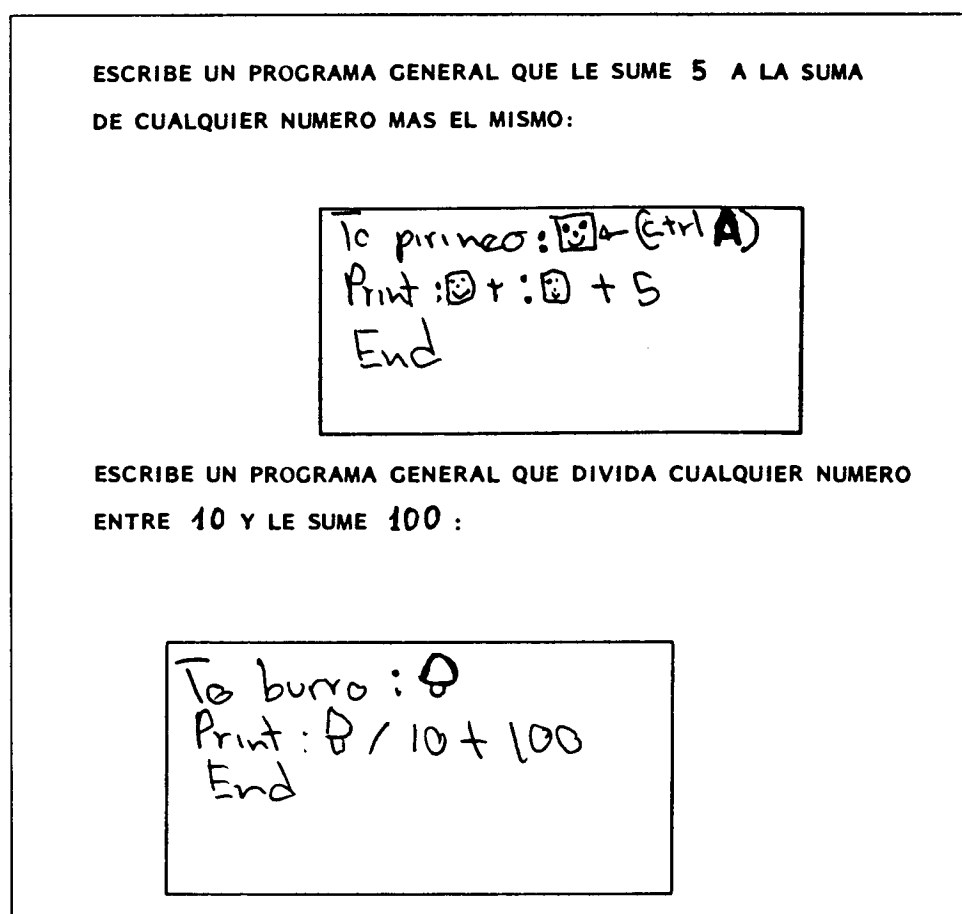 ESCRIBE UN PROGRAMA GENERAL QUE LE SUME 5 A LA SUMA
DE CUALQUIER NUMERO MAS EL MISMO:
To pirineo : ☺ ← (Ctrl A)
Print : ☺ + : ☺ + 5
End
ESCRIBE UN PROGRAMA GENERAL QUE DIVIDA CUALQUIER NUMERO
ENTRE 10 Y LE SUME 100 :
To burro :
Print : / 10 + 100
End